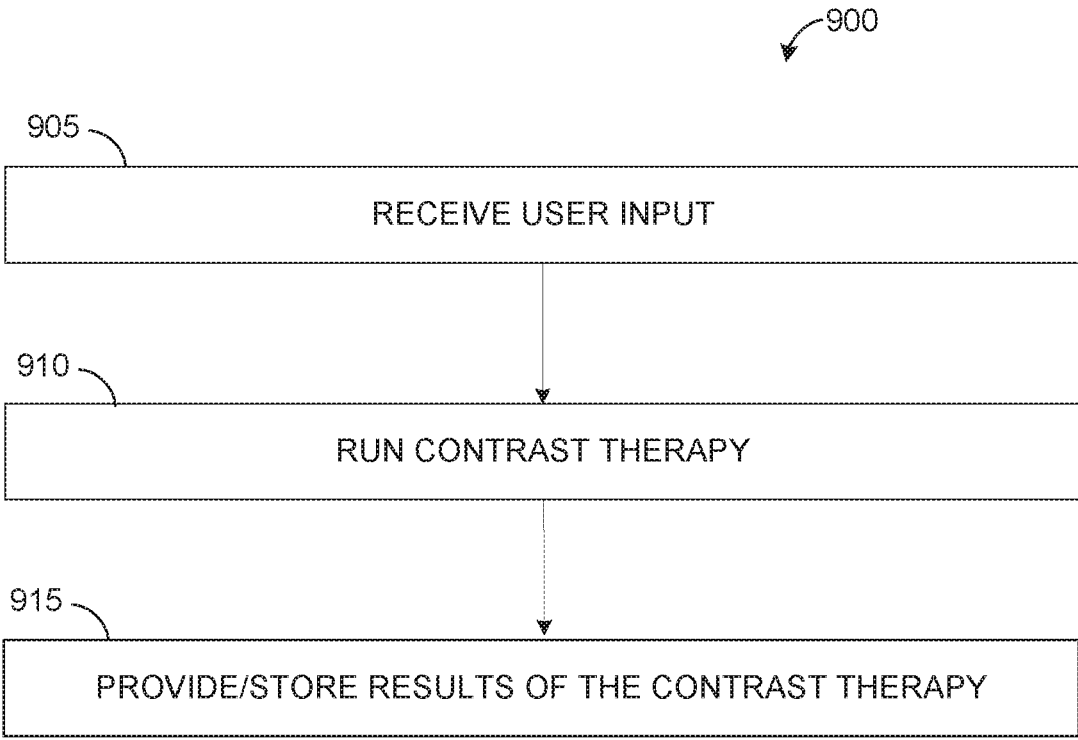 900
905
RECEIVE USER INPUT
910
RUN CONTRAST THERAPY
915
PROVIDE/STORE RESULTS OF THE CONTRAST THERAPY